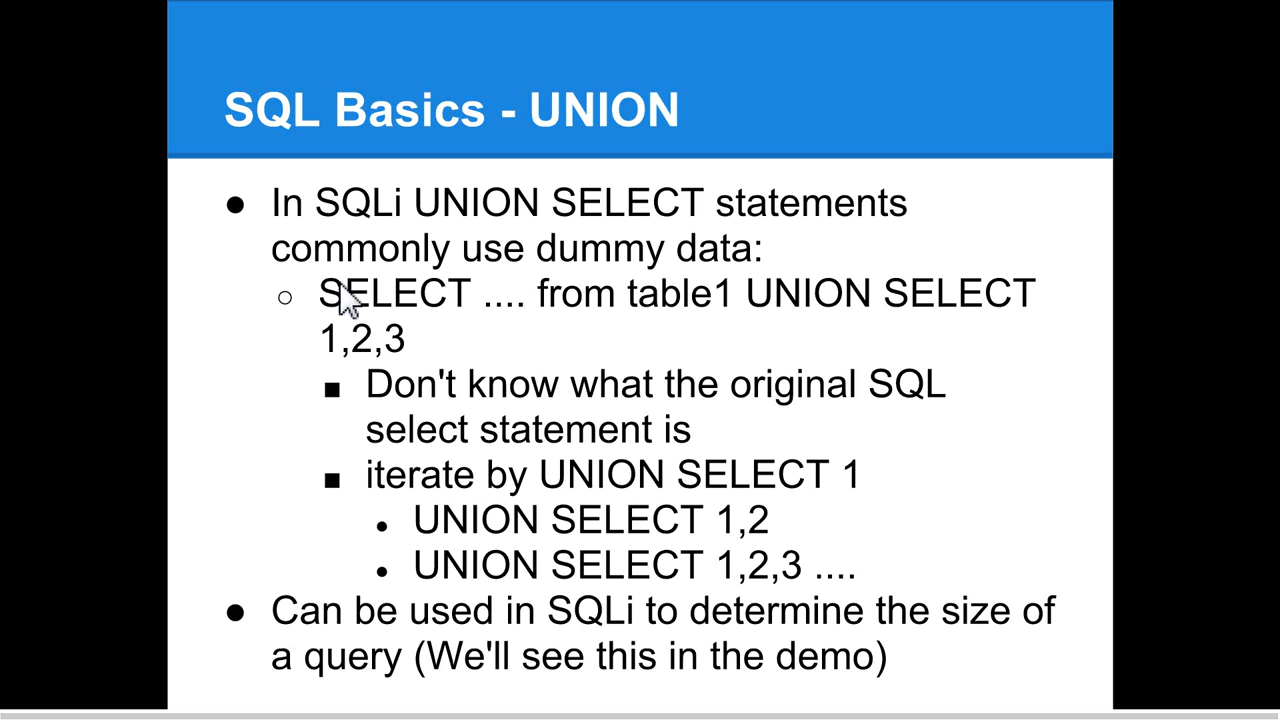 SQL Basics - UNION
● In SQLi UNION SELECT statements
commonly use dummy data:
○ SELECT .... from table1 UNION SELECT
1,2,3
■ Don't know what the original SQL
select statement is
■ iterate by UNION SELECT 1
● UNION SELECT 1,2
● UNION SELECT 1,2,3 ....
● Can be used in SQLi to determine the size of
a query (We'll see this in the demo)